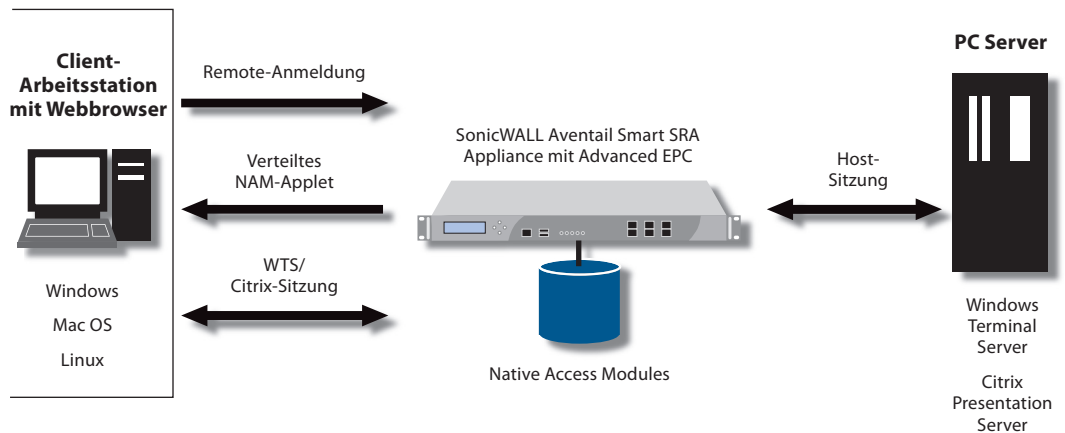 Client-
Arbeitsstation
mit Webbrowser
Windows
Mac OS
Linux
Remote-Anmeldung
Verteiltes
NAM-Applet
WTS/
Citrix-Sitzung
SonicWALL Aventail Smart SRA
Appliance mit Advanced EPC
Native Access Modules
Host-
Sitzung
PC Server
Windows
Terminal
Server
Citrix
Presentation
Server